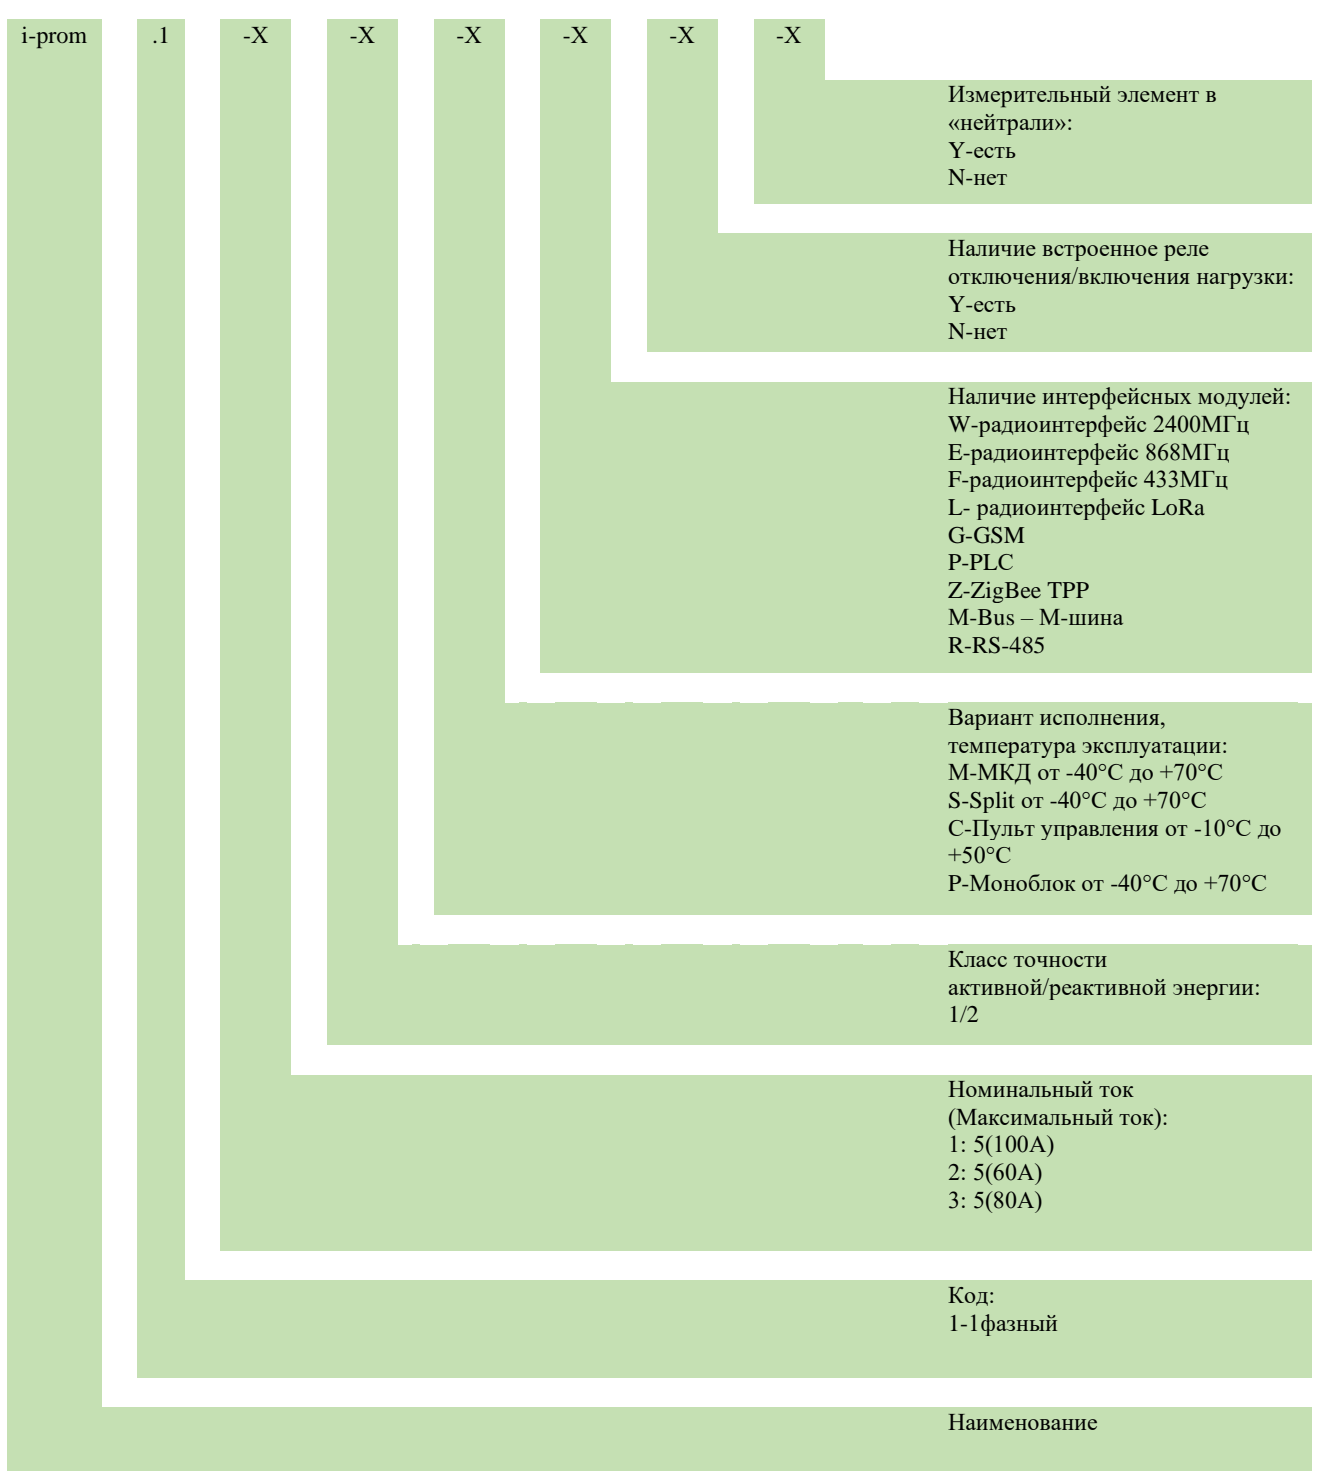 i-prom .1 -X -X -X -X -X -X
Измерительный элемент в
«нейтрали»:
Y-есть
N-нет
Наличие встроенное реле
отключения/включения нагрузки:
Y-есть
N-нет
Наличие интерфейсных модулей:
W-радиоинтерфейс 2400МГц
E-радиоинтерфейс 868МГц
F-радиоинтерфейс 433МГц
L- радиоинтерфейс LoRa
G-GSM
P-PLC
Z-ZigBee TPP
M-Bus – М-шина
R-RS-485
Вариант исполнения,
температура эксплуатации:
М-МКД от -40°С до +70°С
S-Split от -40°С до +70°С
С-Пульт управления от -10°С до
+50°С
Р-Моноблок от -40°С до +70°С
Класс точности
активной/реактивной энергии:
1/2
Номинальный ток
(Максимальный ток):
1: 5(100А)
2: 5(60А)
3: 5(80А)
Код:
1-1фазный
Наименование